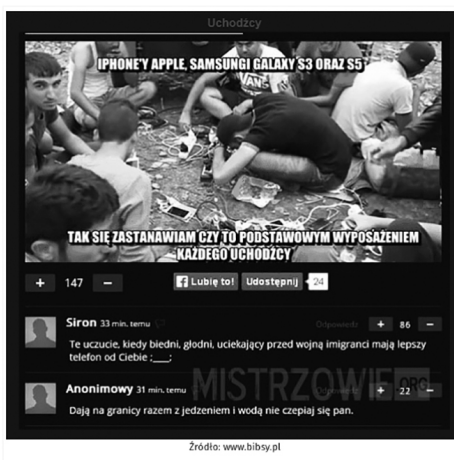 Uchodźcy
IPHONE'Y APPLE, SAMSUNGI GALAXY S3 ORAZ S5
VANS
TAK SIĘ ZASTANAWIAM CZY TO PODSTAWOWYM WYPOSAŻENIEM
KAŻDEGO UCHODŹCY
+ 147 − Lubię to! Udostępnij 24
Siron 33 min. temu Odpowiedz + 86 −
Te uczucie, kiedy biedni, głodni, uciekający przed wojną imigranci mają lepszy
telefon od Ciebie ;___;
Anonimowy 31 min. temu Odpowiedz + 22 −
MISTRZOWIE.ORG
Dają na granicy razem z jedzeniem i wodą nie czepiaj się pan.
Źródło: www.bibsy.pl